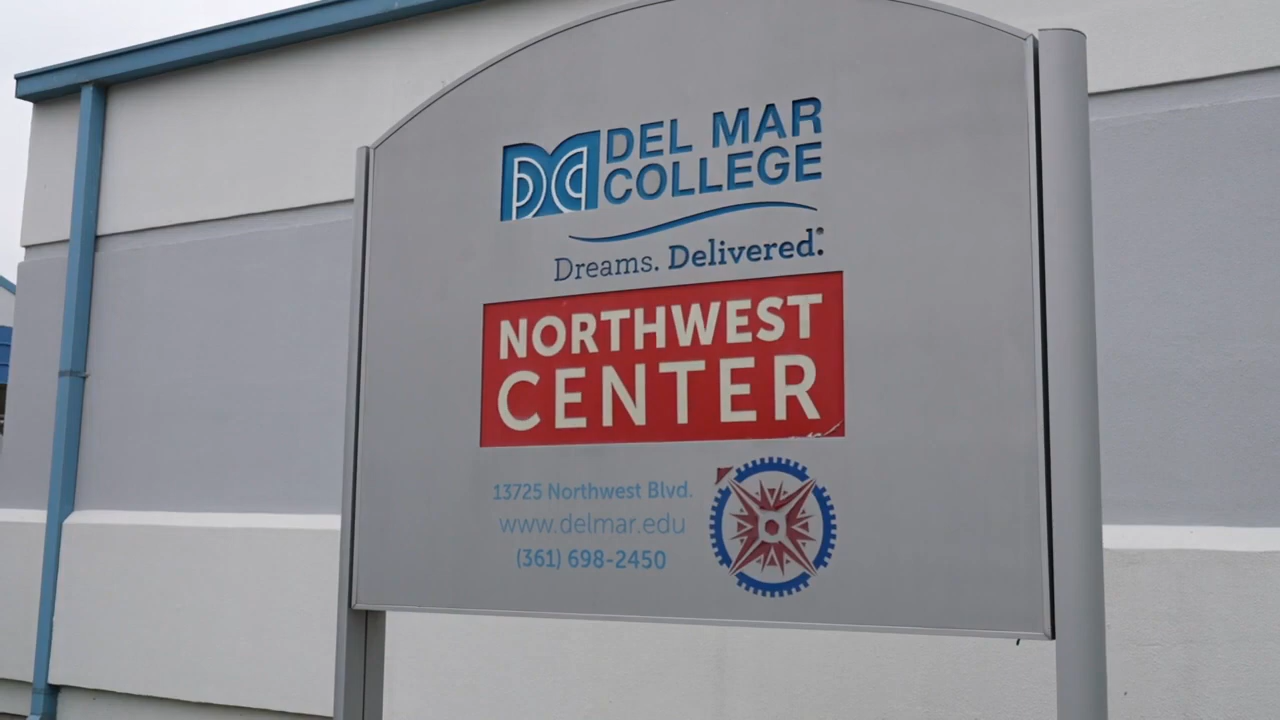 DEL MAR
COLLEGE
Dreams. Delivered.®
NORTHWEST
CENTER
13725 Northwest Blvd.
www.delmar.edu
(361) 698-2450